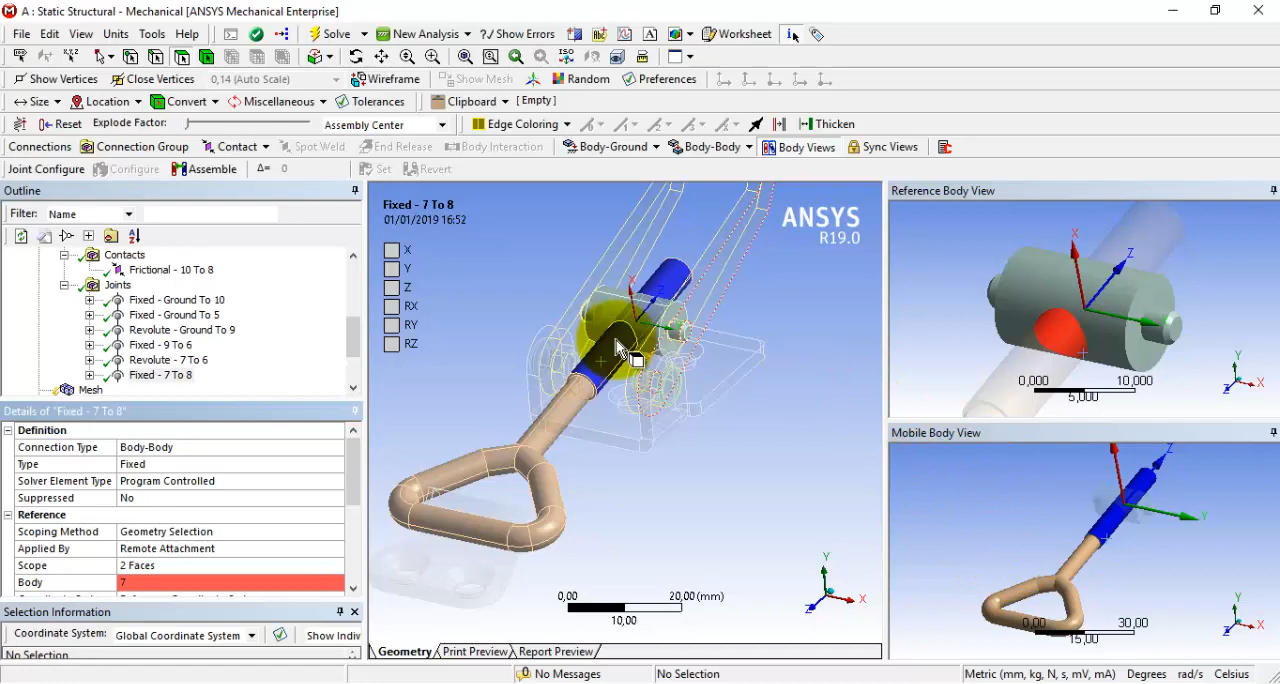 A : Static Structural - Mechanical [ANSYS Mechanical Enterprise]
File Edit View Units Tools Help Solve New Analysis ?/ Show Errors A Worksheet
Show Vertices Close Vertices 0,14 (Auto Scale) Wireframe Show Mesh Random Preferences
Size Location Convert Miscellaneous Tolerances Clipboard [ Empty ]
Reset Explode Factor: Assembly Center Edge Coloring Thicken
Connections Connection Group Contact Spot Weld End Release Body Interaction Body-Ground Body-Body Body Views Sync Views
Joint Configure Configure Assemble Δ= 0 Set Revert
Outline
Filter: Name
Contacts
Frictional - 10 To 8
Joints
Fixed - Ground To 10
Fixed - Ground To 5
Revolute - Ground To 9
Fixed - 9 To 6
Revolute - 7 To 6
Fixed - 7 To 8
Mesh
Details of "Fixed - 7 To 8"
Definition
Connection Type Body-Body
Type Fixed
Solver Element Type Program Controlled
Suppressed No
Reference
Scoping Method Geometry Selection
Applied By Remote Attachment
Scope 2 Faces
Body 7
Selection Information
Coordinate System: Global Coordinate System Show Indiv
No Selection
Fixed - 7 To 8
01/01/2019 16:52
X
Y
Z
RX
RY
RZ
ANSYS
R19.0
X
Z
0,00 20,00 (mm)
10,00
Y
X
Z
Geometry Print Preview Report Preview
Reference Body View
X
Z
Y
0,000 10,000
5,000
Y
X
Z
Mobile Body View
Z
Y
0,00 30,00
15,00
Y
X
Z
No Messages No Selection Metric (mm, kg, N, s, mV, mA) Degrees rad/s Celsius